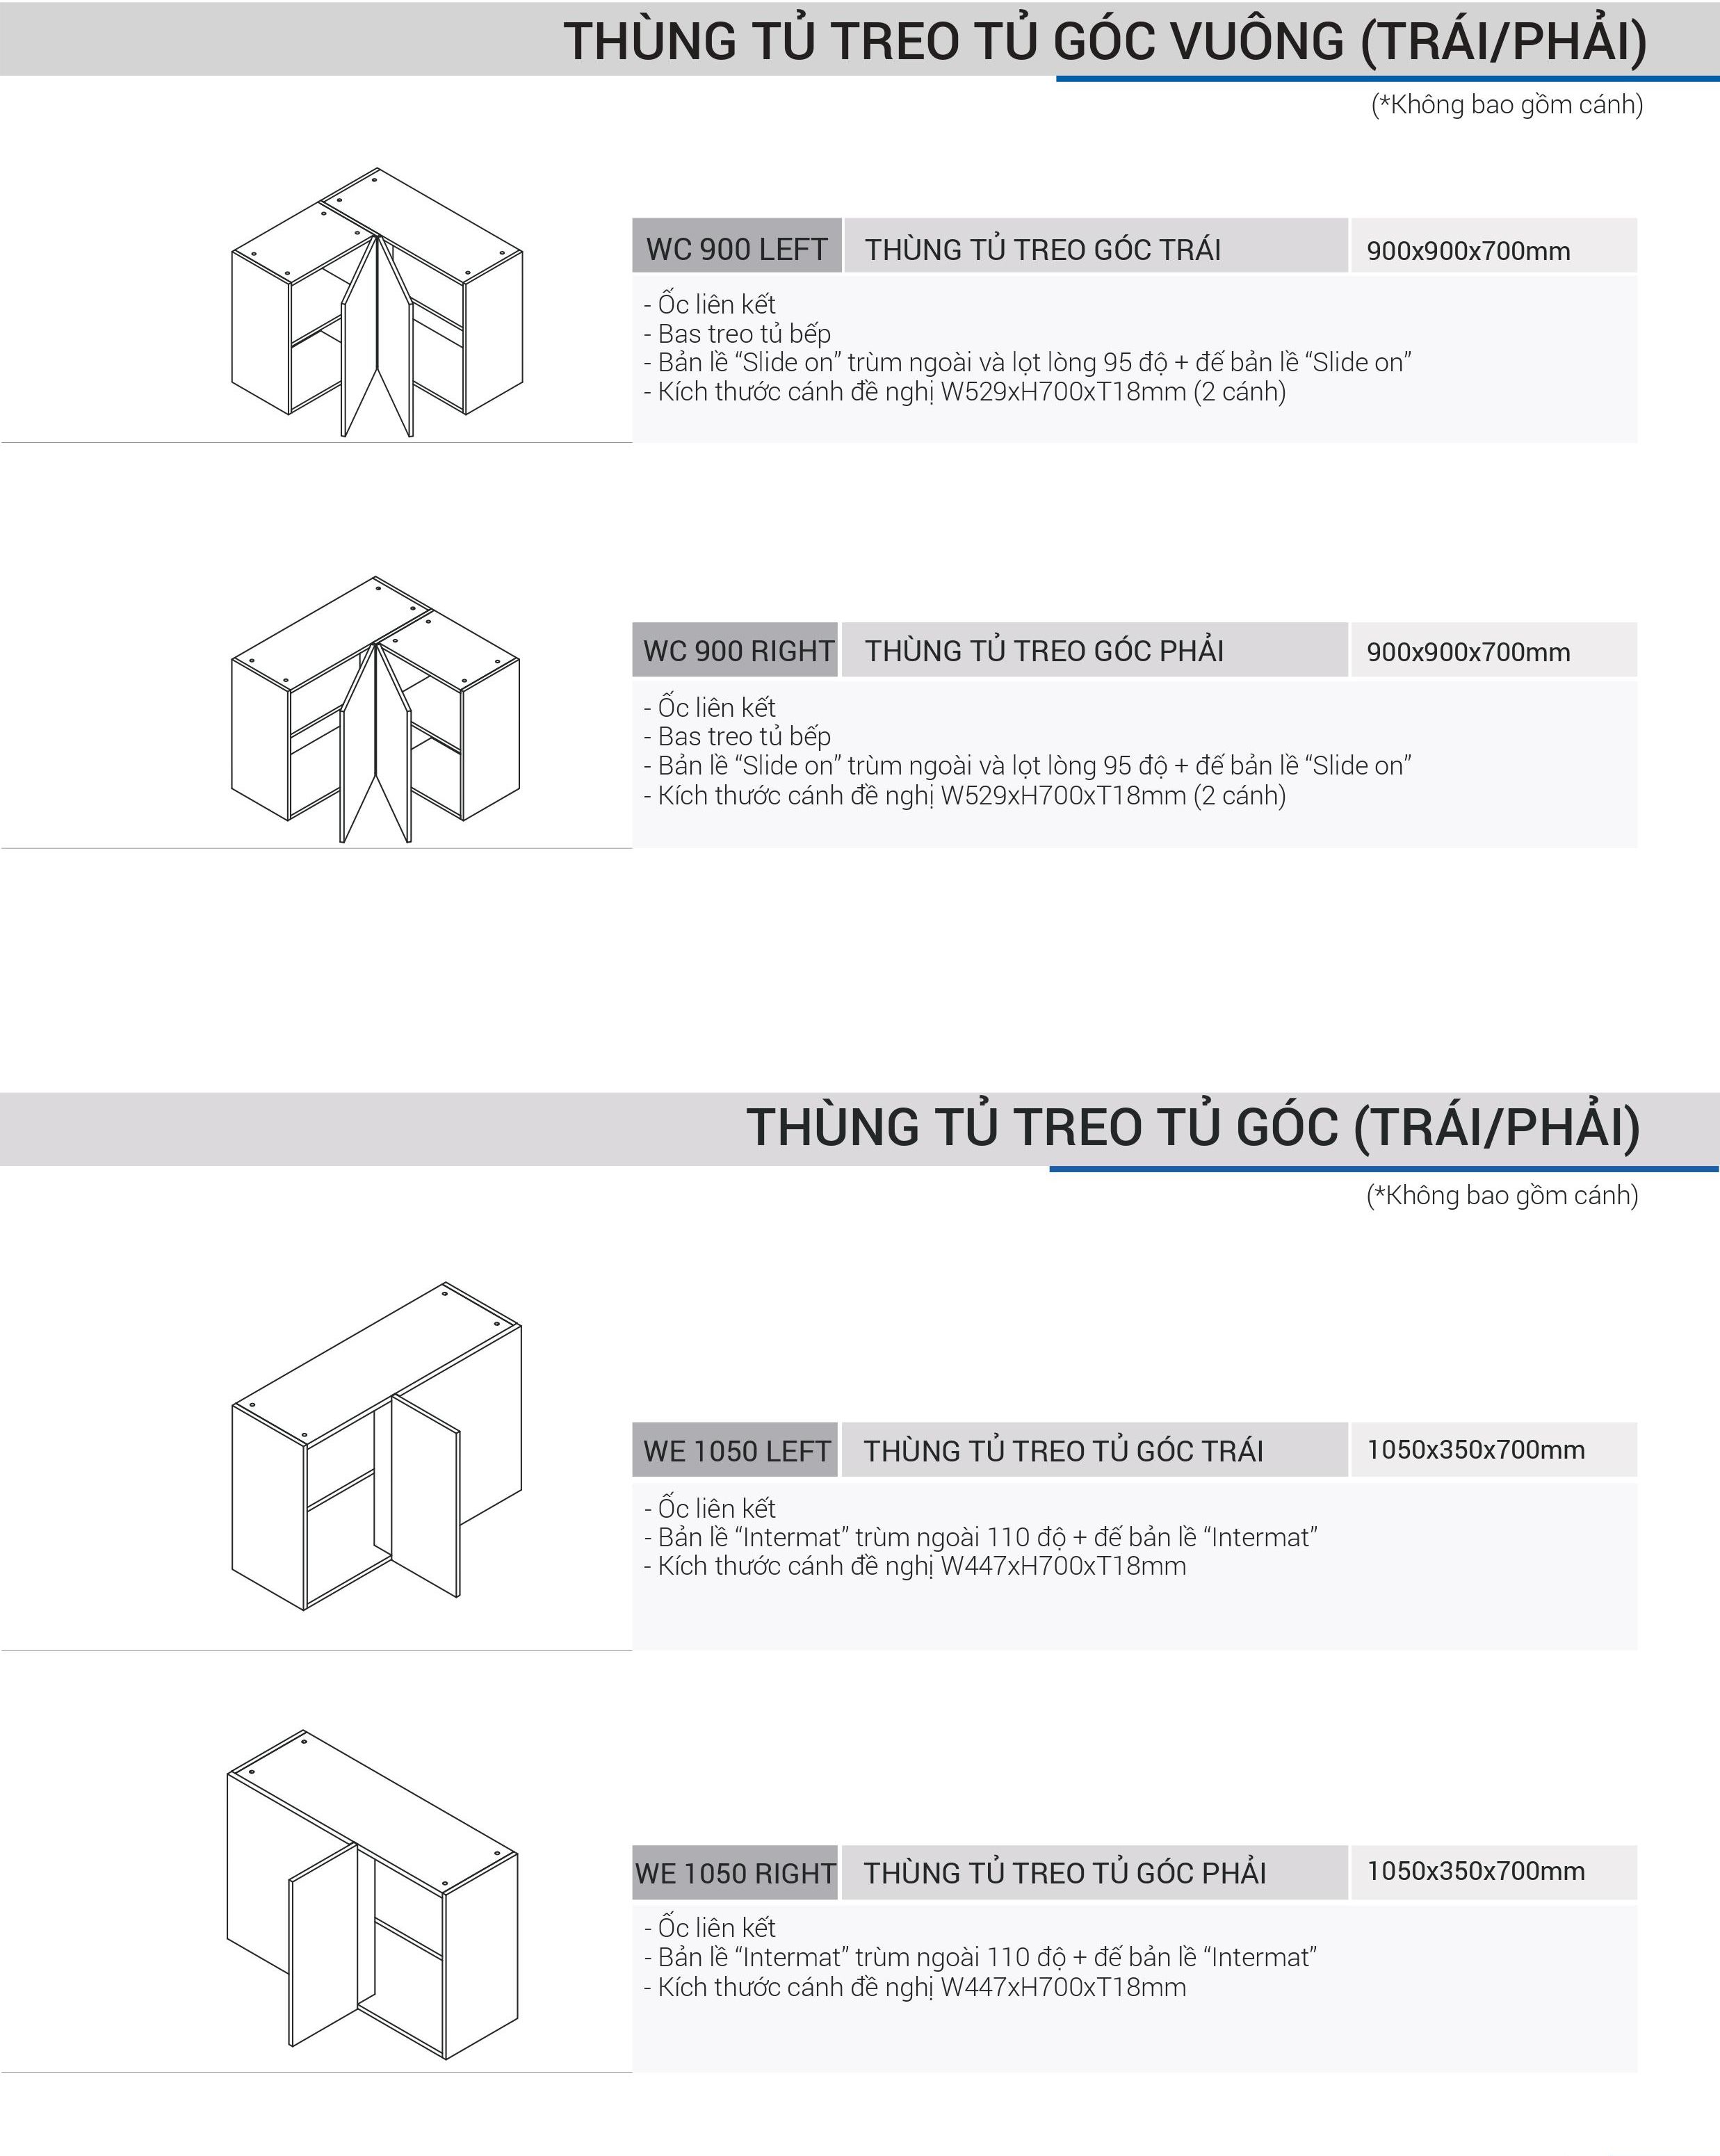 THÙNG TỦ TREO TỦ GÓC VUÔNG (TRÁI/PHẢI)
(*Không bao gồm cánh)
WC 900 LEFT THÙNG TỦ TREO GÓC TRÁI 900x900x700mm
- Ốc liên kết
- Bas treo tủ bếp
- Bản lề “Slide on” trùm ngoài và lọt lòng 95 độ + đế bản lề “Slide on”
- Kích thước cánh đề nghị W529xH700xT18mm (2 cánh)
WC 900 RIGHT THÙNG TỦ TREO GÓC PHẢI 900x900x700mm
- Ốc liên kết
- Bas treo tủ bếp
- Bản lề “Slide on” trùm ngoài và lọt lòng 95 độ + đế bản lề “Slide on”
- Kích thước cánh đề nghị W529xH700xT18mm (2 cánh)
THÙNG TỦ TREO TỦ GÓC (TRÁI/PHẢI)
(*Không bao gồm cánh)
WE 1050 LEFT THÙNG TỦ TREO TỦ GÓC TRÁI 1050x350x700mm
- Ốc liên kết
- Bản lề “Intermat” trùm ngoài 110 độ + đế bản lề “Intermat”
- Kích thước cánh đề nghị W447xH700xT18mm
WE 1050 RIGHT THÙNG TỦ TREO TỦ GÓC PHẢI 1050x350x700mm
- Ốc liên kết
- Bản lề “Intermat” trùm ngoài 110 độ + đế bản lề “Intermat”
- Kích thước cánh đề nghị W447xH700xT18mm